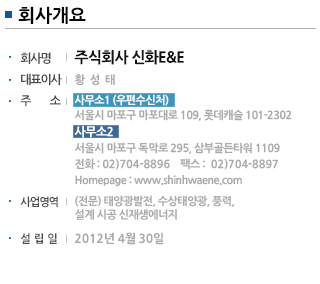 회사개요
회사명 주식회사 신화E&E
대표이사 황 성 태
주 소 사무소1 (우편수신처)
서울시 마포구 마포대로 109, 롯데캐슬 101-2302
사무소2
서울시 마포구 독막로 295, 삼부골든타워 1109
전화 : 02)704-8896 팩스 : 02)704-8897
Homepage : www.shinhwaene.com
사업영역 (전문) 태양광발전, 수상태양광, 풍력,
설계 시공 신재생에너지
설 립 일 2012년 4월 30일